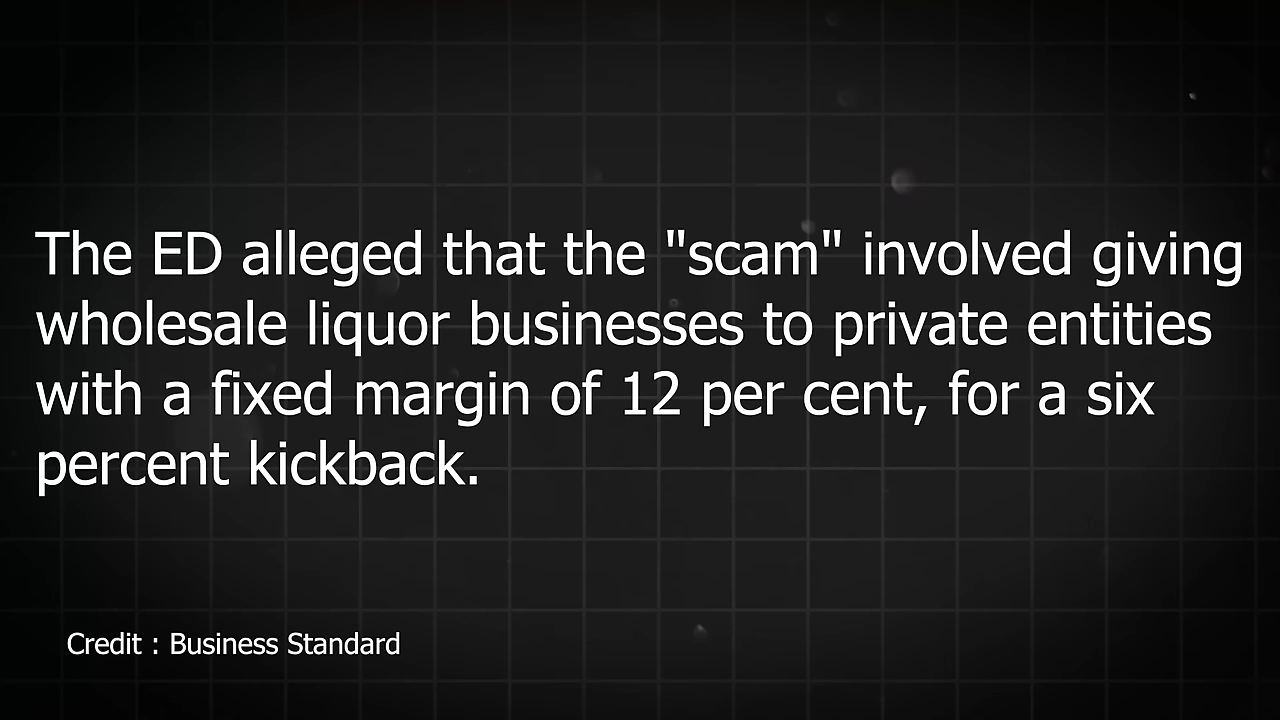 The ED alleged that the "scam" involved giving
wholesale liquor businesses to private entities
with a fixed margin of 12 per cent, for a six
percent kickback.
Credit : Business Standard